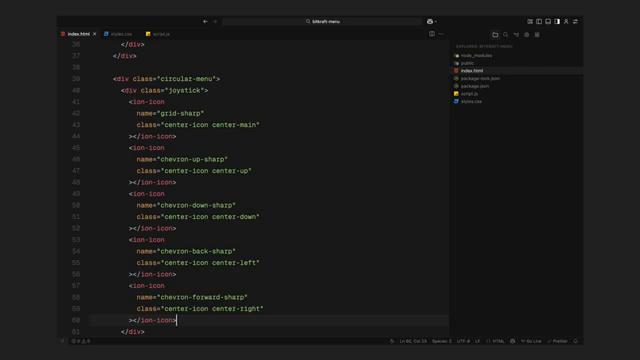 bitkraft-menu
index.html
styles.css
script.js
EXPLORER: BITKRAFT-MENU
node_modules
public
index.html
package-lock.json
package.json
script.js
styles.css
36 </div>
37 </div>
38
39 <div class="circular-menu">
40 <div class="joystick">
41 <ion-icon
42 name="grid-sharp"
43 class="center-icon center-main"
44 ></ion-icon>
45 <ion-icon
46 name="chevron-up-sharp"
47 class="center-icon center-up"
48 ></ion-icon>
49 <ion-icon
50 name="chevron-down-sharp"
51 class="center-icon center-down"
52 ></ion-icon>
53 <ion-icon
54 name="chevron-back-sharp"
55 class="center-icon center-left"
56 ></ion-icon>
57 <ion-icon
58 name="chevron-forward-sharp"
59 class="center-icon center-right"
60 ></ion-icon>
61 </div>
0 0 Ln 60, Col 23 Spaces: 2 UTF-8 LF HTML Go Live Prettier